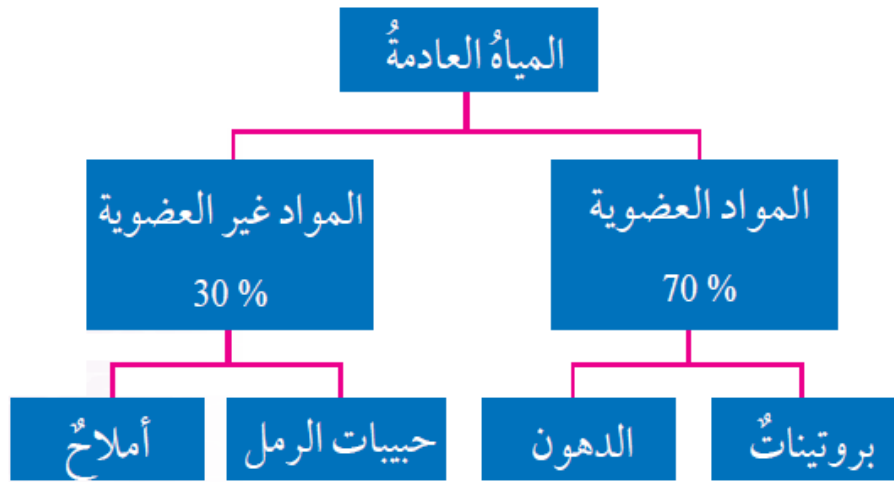 المياهُ العادمةُ
المواد العضوية
70 %
المواد غير العضوية
30 %
بروتيناتٌ
الدهون
حبيبات الرمل
أملاحٌ